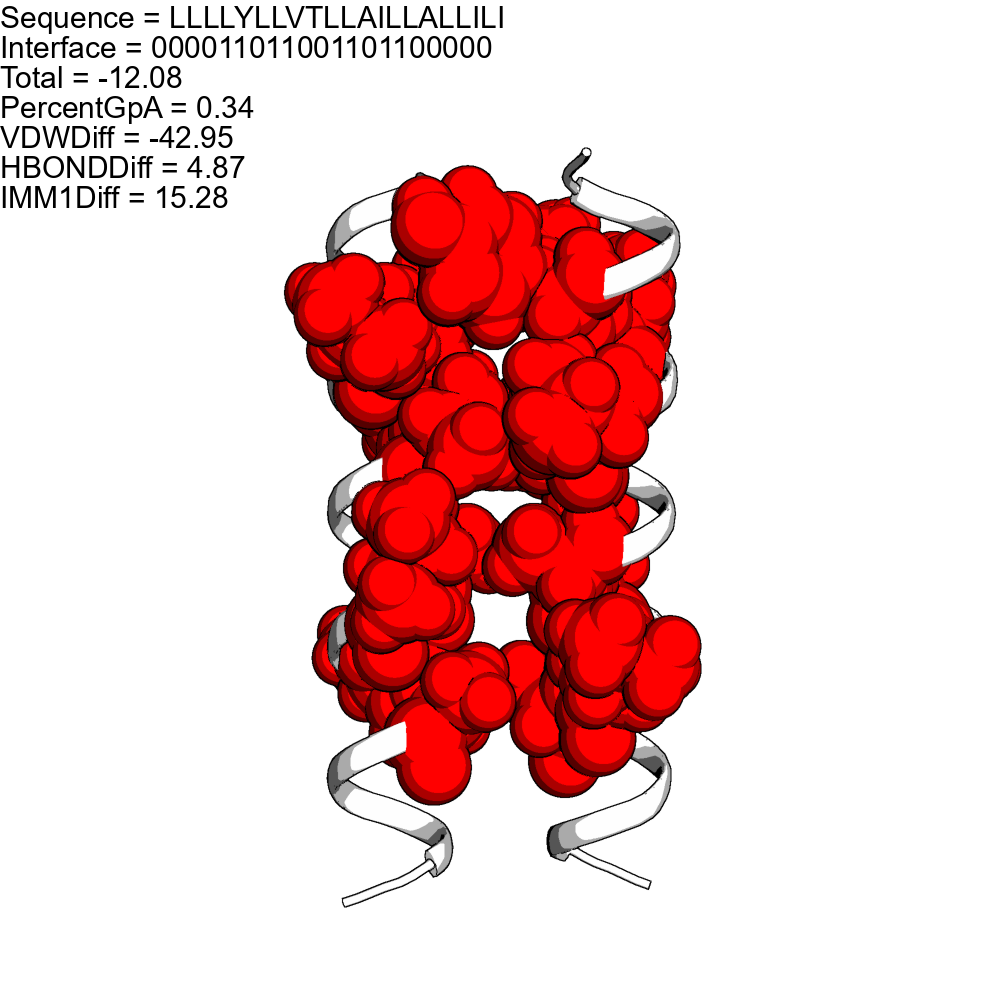 Sequence = LLLLYLLVTLLAILLALLILI
Interface = 000011011001101100000
Total = -12.08
PercentGpA = 0.34
VDWDiff = -42.95
HBONDDiff = 4.87
IMM1Diff = 15.28